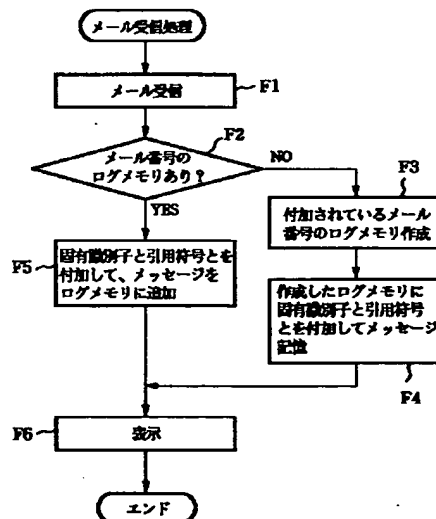 メール受信処理
メール受信
F1
F2
メール番号の
ログメモリあり？
NO
YES
F3
付加されているメール
番号のログメモリ作成
F5
固有識別子と引用符号とを
付加して、メッセージを
ログメモリに追加
作成したログメモリに
固有識別子と引用符号
とを付加してメッセージ
記憶
F4
F6
表示
エンド